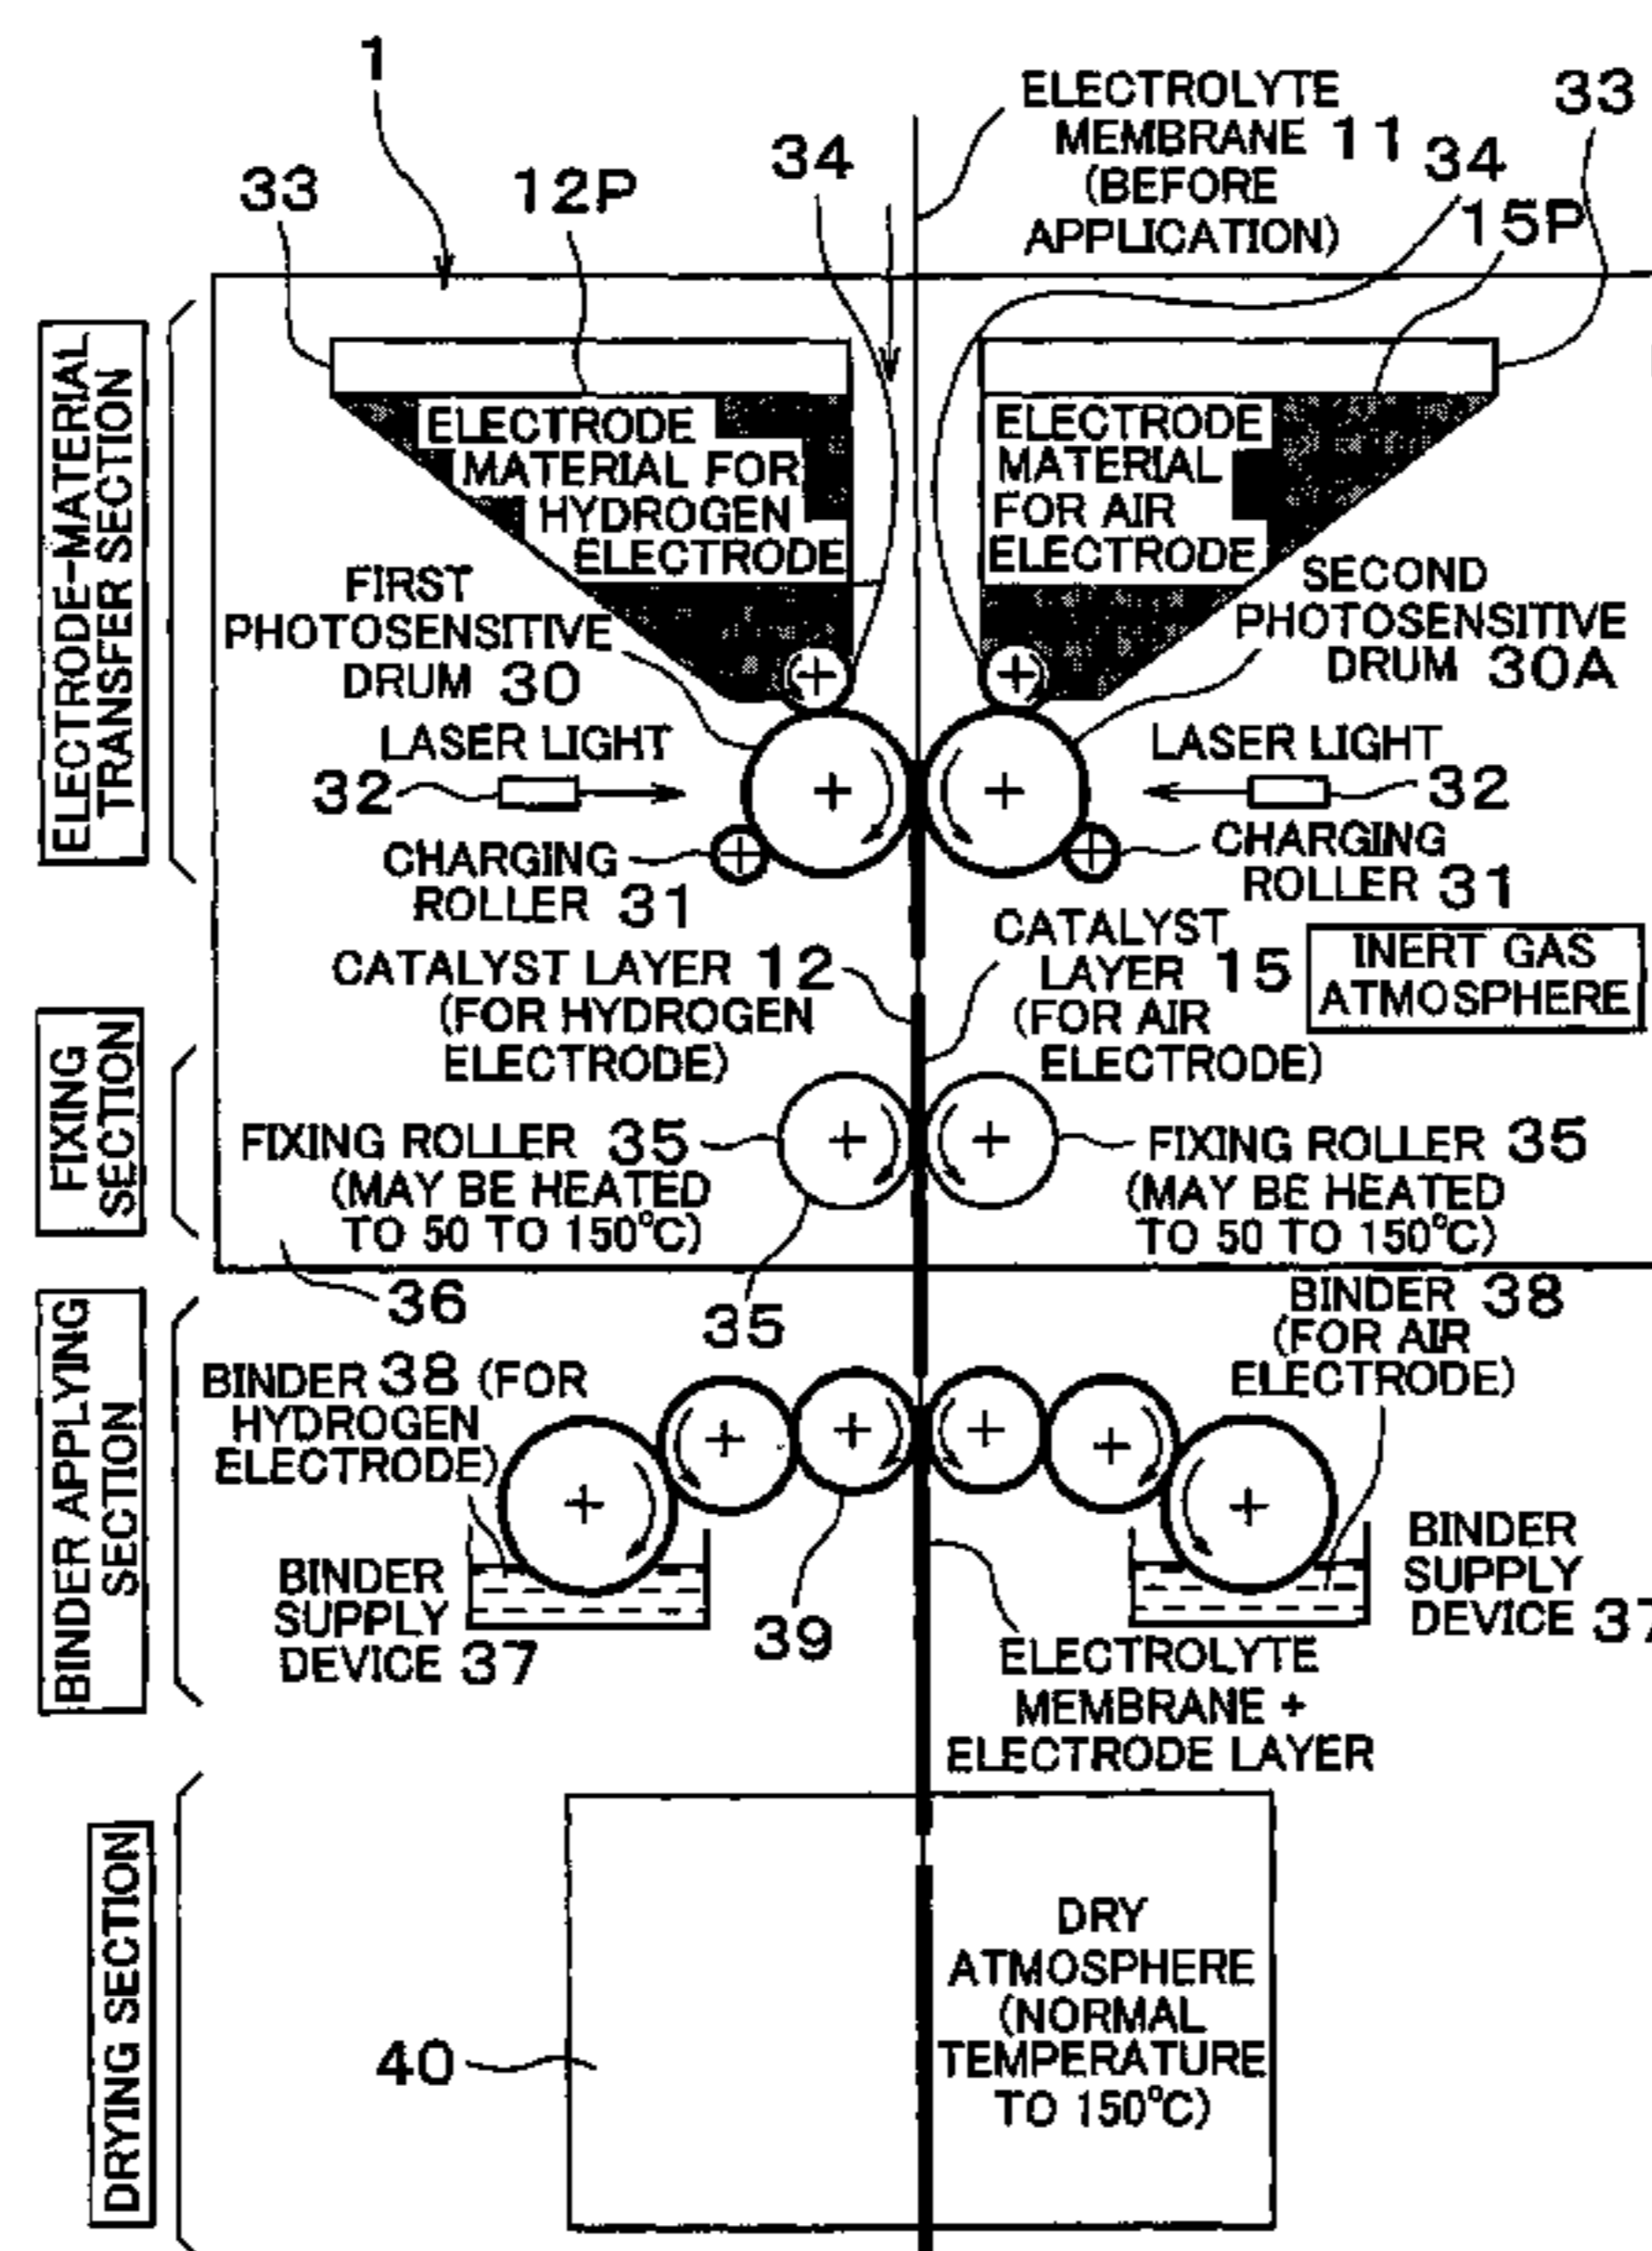 1
ELECTROLYTE
MEMBRANE 11
(BEFORE
APPLICATION)
33
34
34
33
12P
15P
ELECTRODE-MATERIAL
TRANSFER SECTION
ELECTRODE
MATERIAL FOR
HYDROGEN
ELECTRODE
ELECTRODE
MATERIAL
FOR AIR
ELECTRODE
FIRST
PHOTOSENSITIVE
DRUM 30
SECOND
PHOTOSENSITIVE
DRUM 30A
LASER LIGHT
32
LASER LIGHT
32
CHARGING
ROLLER 31
CHARGING
ROLLER 31
CATALYST LAYER 12
(FOR HYDROGEN
ELECTRODE)
CATALYST
LAYER 15
(FOR AIR
ELECTRODE)
INERT GAS
ATMOSPHERE
FIXING
SECTION
FIXING ROLLER 35
(MAY BE HEATED
TO 50 TO 150°C)
FIXING ROLLER 35
(MAY BE HEATED
TO 50 TO 150°C)
36
35
BINDER APPLYING
SECTION
BINDER 38 (FOR
HYDROGEN
ELECTRODE)
BINDER 38
(FOR AIR
ELECTRODE)
BINDER
SUPPLY
DEVICE 37
39
BINDER
SUPPLY
DEVICE 37
ELECTROLYTE
MEMBRANE +
ELECTRODE LAYER
DRYING SECTION
40
DRY
ATMOSPHERE
(NORMAL
TEMPERATURE
TO 150°C)